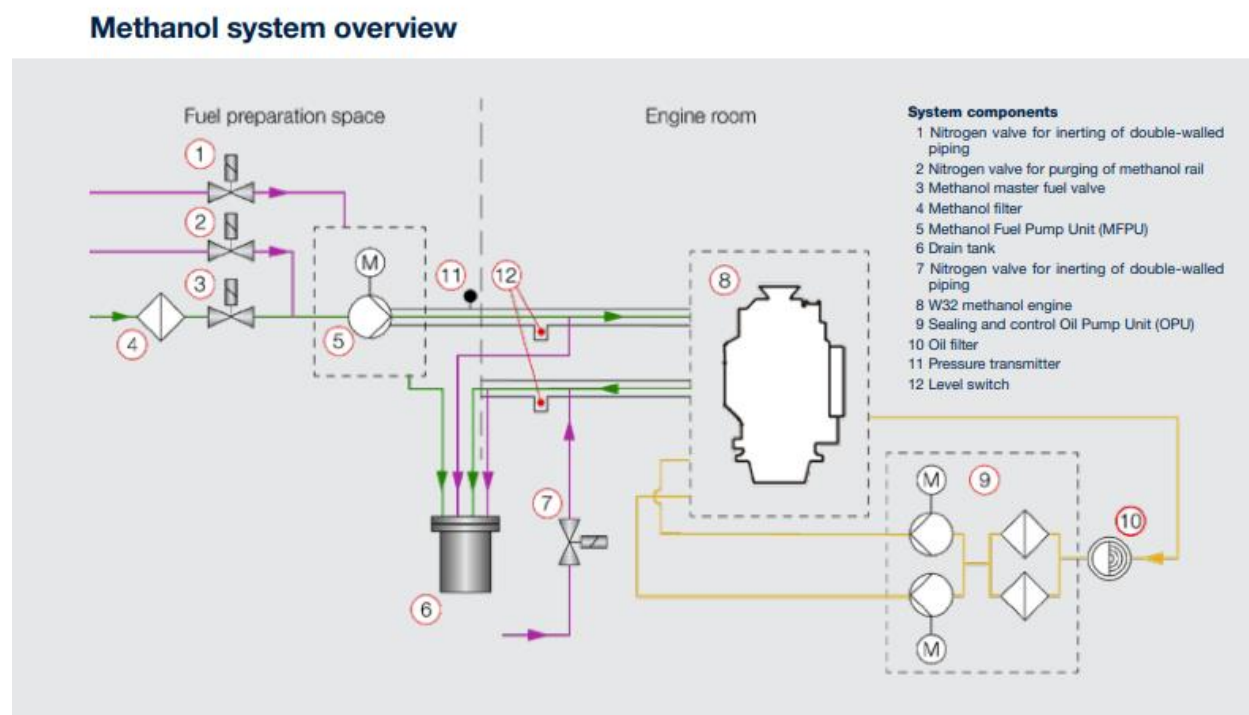 Methanol system overview
Fuel preparation space
Engine room
System components
1 Nitrogen valve for inerting of double-walled
piping
2 Nitrogen valve for purging of methanol rail
3 Methanol master fuel valve
4 Methanol filter
5 Methanol Fuel Pump Unit (MFPU)
6 Drain tank
7 Nitrogen valve for inerting of double-walled
piping
8 W32 methanol engine
9 Sealing and control Oil Pump Unit (OPU)
10 Oil filter
11 Pressure transmitter
12 Level switch
1
2
M
11
12
8
3
4
5
M
9
7
10
6
M